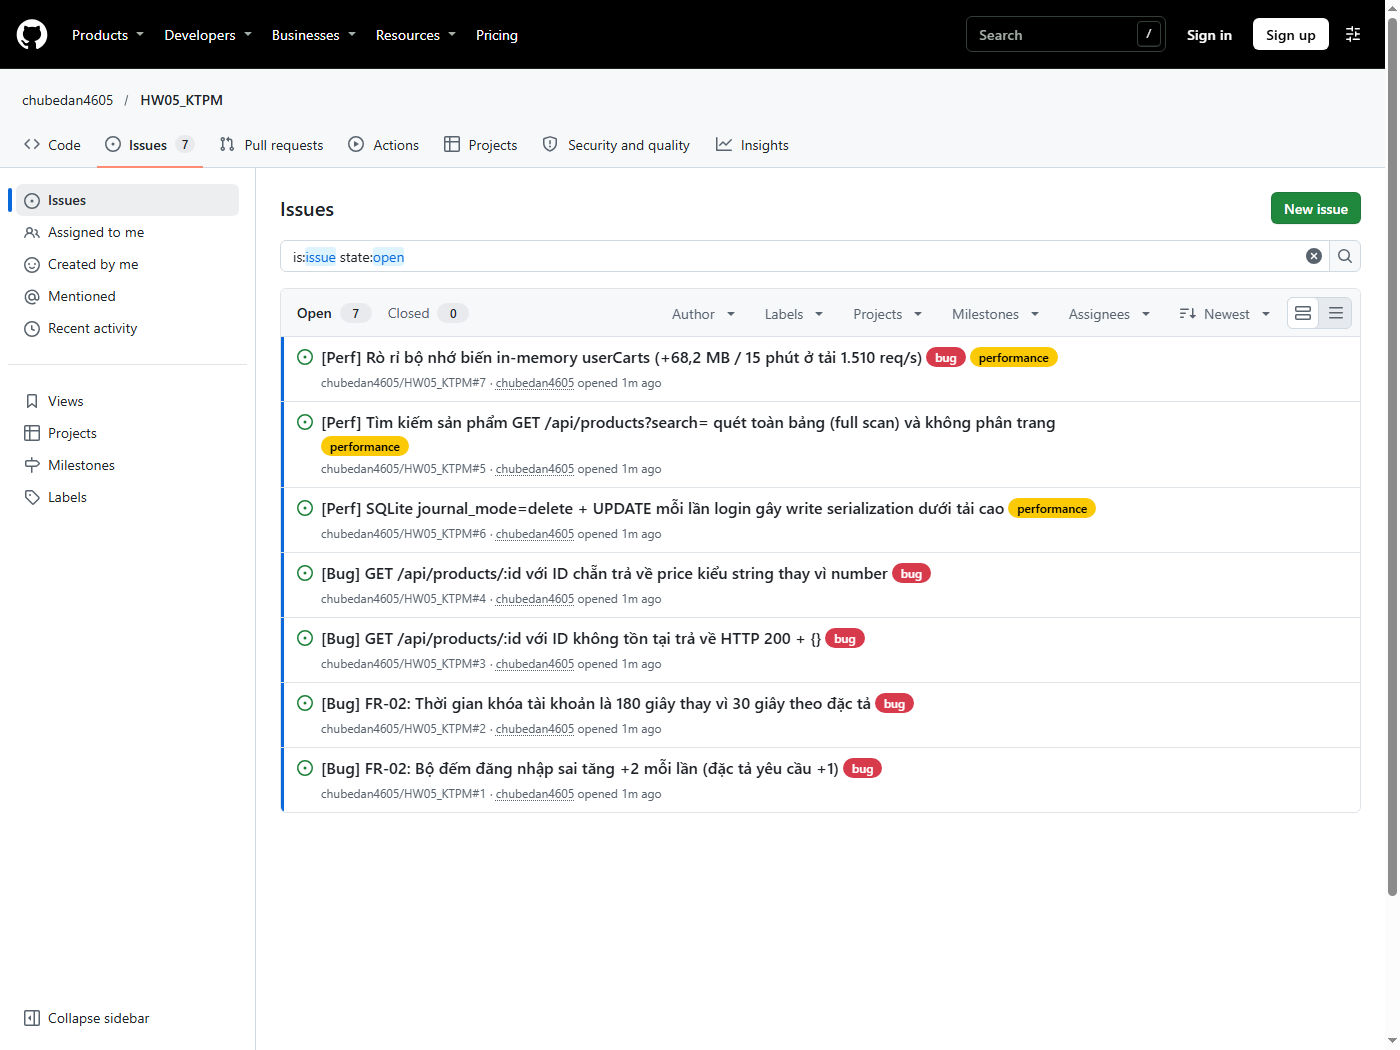 Products Developers Businesses Resources Pricing Search / Sign in Sign up
chubedan4605 / HW05_KTPM
Code Issues 7 Pull requests Actions Projects Security and quality Insights
Issues
Assigned to me
Created by me
Mentioned
Recent activity
Views
Projects
Milestones
Labels
Collapse sidebar
Issues New issue
is:issue state:open
Open 7 Closed 0 Author Labels Projects Milestones Assignees Newest
[Perf] Rò rỉ bộ nhớ biến in-memory userCarts (+68,2 MB / 15 phút ở tải 1.510 req/s) bug performance
chubedan4605/HW05_KTPM#7 · chubedan4605 opened 1m ago
[Perf] Tìm kiếm sản phẩm GET /api/products?search= quét toàn bảng (full scan) và không phân trang
performance
chubedan4605/HW05_KTPM#5 · chubedan4605 opened 1m ago
[Perf] SQLite journal_mode=delete + UPDATE mỗi lần login gây write serialization dưới tải cao performance
chubedan4605/HW05_KTPM#6 · chubedan4605 opened 1m ago
[Bug] GET /api/products/:id với ID chẵn trả về price kiểu string thay vì number bug
chubedan4605/HW05_KTPM#4 · chubedan4605 opened 1m ago
[Bug] GET /api/products/:id với ID không tồn tại trả về HTTP 200 + {} bug
chubedan4605/HW05_KTPM#3 · chubedan4605 opened 1m ago
[Bug] FR-02: Thời gian khóa tài khoản là 180 giây thay vì 30 giây theo đặc tả bug
chubedan4605/HW05_KTPM#2 · chubedan4605 opened 1m ago
[Bug] FR-02: Bộ đếm đăng nhập sai tăng +2 mỗi lần (đặc tả yêu cầu +1) bug
chubedan4605/HW05_KTPM#1 · chubedan4605 opened 1m ago